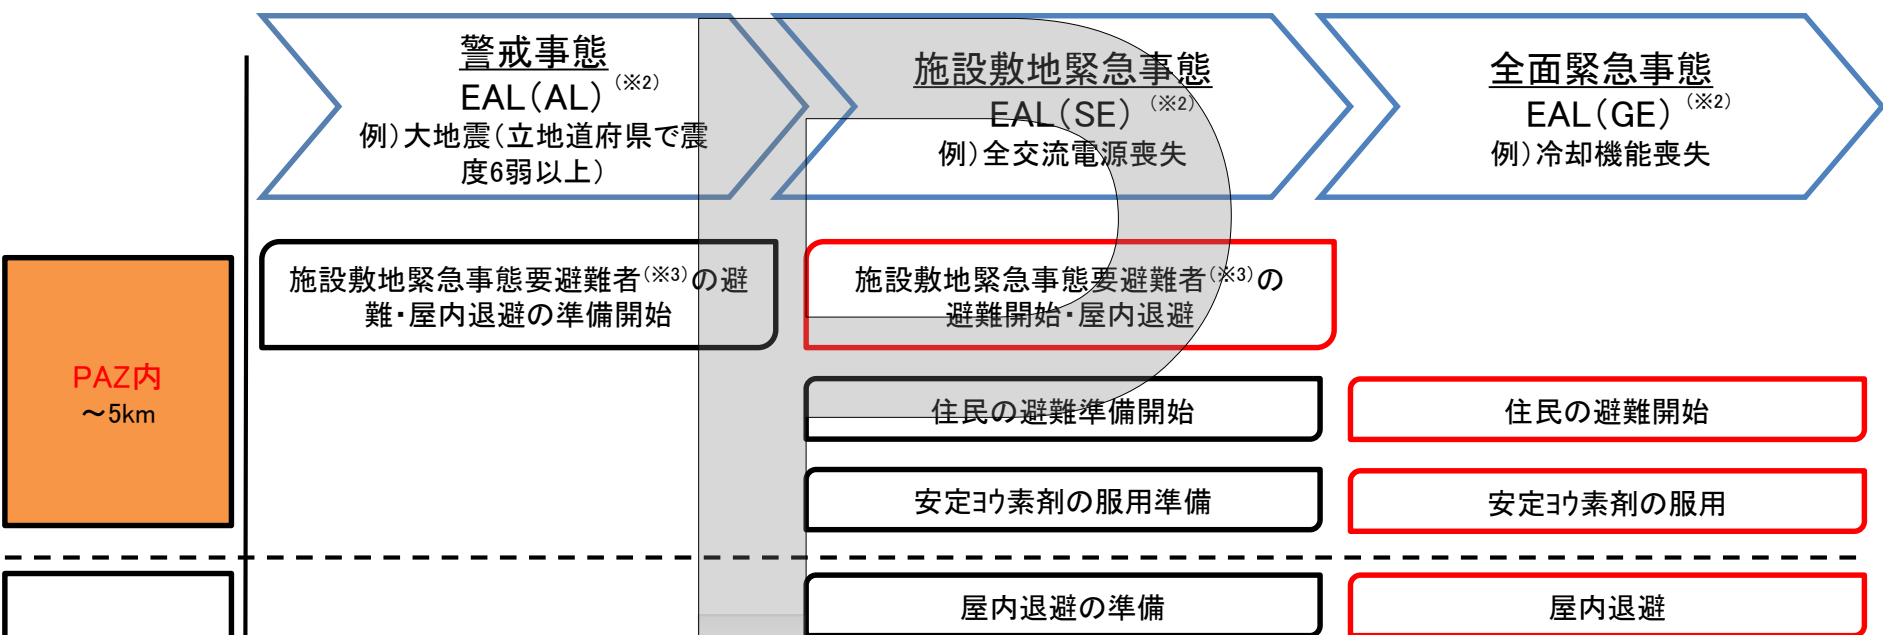 警戒事態
EAL(AL)(※2)
例)大地震(立地道府県で震
度6弱以上)
施設敷地緊急事態
EAL(SE)(※2)
例)全交流電源喪失
全面緊急事態
EAL(GE)(※2)
例)冷却機能喪失
PAZ内
~5km
施設敷地緊急事態要避難者(※3)の避
難・屋内退避の準備開始
施設敷地緊急事態要避難者(※3)の
避難開始・屋内退避
住民の避難準備開始
住民の避難開始
安定ヨウ素剤の服用準備
安定ヨウ素剤の服用
屋内退避の準備
屋内退避